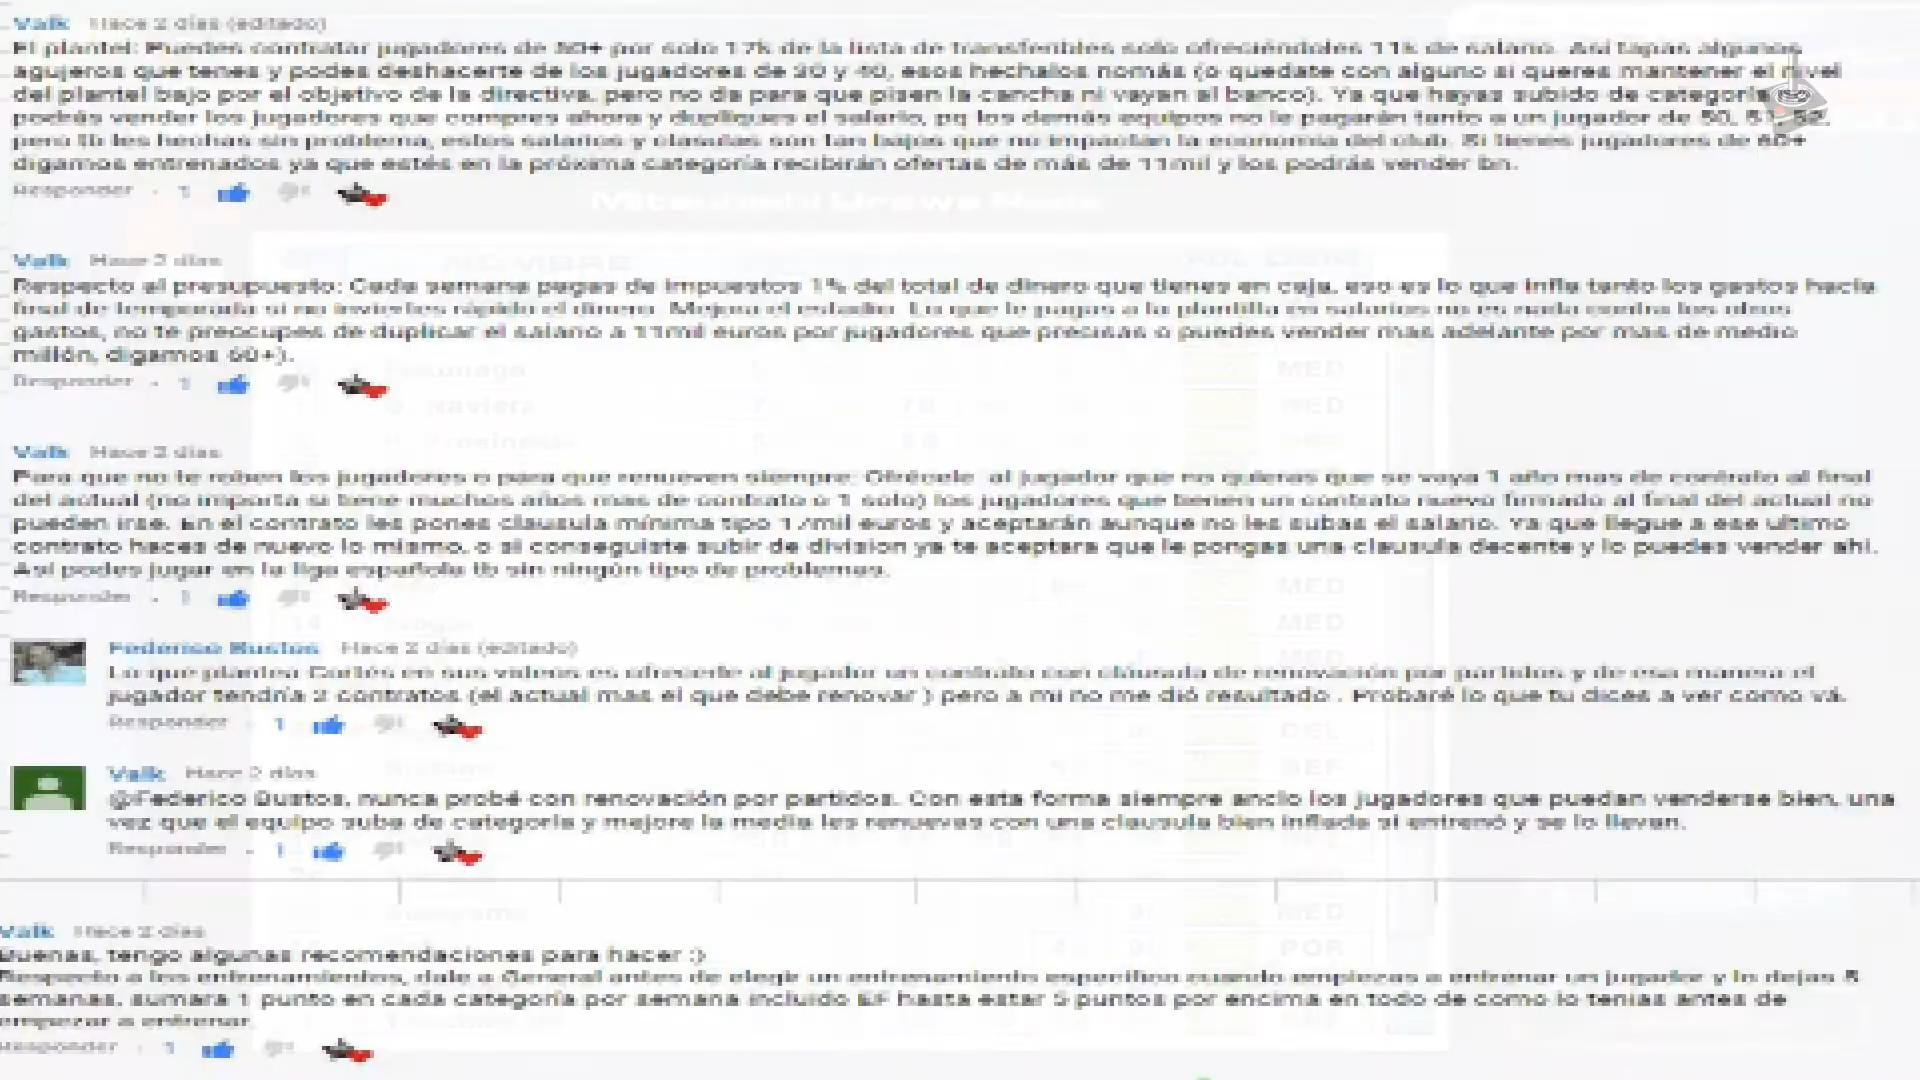 Valk Hace 2 días (editado)
El plantel: Puedes contratar jugadores de 50+ por solo 17k de la lista de transferibles solo ofreciéndoles 11k de salario. Asi tapas algunos
agujeros que tenes y podes deshacerte de los jugadores de 30 y 40, esos hechalos nomás (o quedate con alguno si queres mantener el nivel
del plantel bajo por el objetivo de la directiva, pero no da para que pisen la cancha ni vayan al banco). Ya que hayas subido de categoría
podrás vender los jugadores que compres ahora y dupliques el salario, pq los demás equipos no le pagarán tanto a un jugador de 50, 51, 52,
pero tb les hechas sin problema, estos salarios y clasulas son tan bajos que no impactan la economia del club. Si tienes jugadores de 60+
digamos entrenados ya que estés en la próxima categoría recibirán ofertas de más de 11mil y los podrás vender bn.
Responder · 1
Valk Hace 2 días
Respecto al presupuesto: Cada semana pagas de impuestos 1% del total de dinero que tienes en caja, eso es lo que infla tanto los gastos hacia
final de temporada si no inviertes rápido el dinero. Mejora el estadio. Lo que le pagas a la plantilla en salarios no es nada contra los otros
gastos, no te preocupes de duplicar el salario a 11mil euros por jugadores que precisas o puedes vender mas adelante por mas de medio
millón, digamos 60+).
Responder · 1
Valk Hace 2 días
Para que no te roben los jugadores o para que renueven siempre: Ofrécele al jugador que no quieras que se vaya 1 año mas de contrato al final
del actual (no importa si tiene muchos años mas de contrato o 1 solo) los jugadores que tienen un contrato nuevo firmado al final del actual no
pueden irse. En el contrato les pones clausula mínima tipo 17mil euros y aceptarán aunque no les subas el salario. Ya que llegue a ese ultimo
contrato haces de nuevo lo mismo, o si conseguiste subir de division ya te aceptara que le pongas una clausula decente y lo puedes vender ahi.
Asi podes jugar en la liga española tb sin ningún tipo de problemas.
Responder · 1
Federico Bustos Hace 2 días (editado)
Lo que plantea Cortés en sus videos es ofrecerle al jugador un contrato con cláusula de renovación por partidos y de esa manera el
jugador tendría 2 contratos (el actual mas el que debe renovar ) pero a mi no me dió resultado . Probaré lo que tu dices a ver como vá.
Responder · 1
Valk Hace 2 días
@Federico Bustos, nunca probé con renovación por partidos. Con esta forma siempre anclo los jugadores que puedan venderse bien, una
vez que el equipo suba de categoría y mejore la media les renuevas con una clausula bien inflada si entrenó y se lo llevan.
Responder · 1
Valk Hace 2 días
Buenas, tengo algunas recomendaciones para hacer :)
Respecto a los entrenamientos, dale a General antes de elegir un entrenamiento especifico cuando empiezas a entrenar un jugador y lo dejas 5
semanas, sumara 1 punto en cada categoría por semana incluido EF hasta estar 5 puntos por encima en todo de como lo tenias antes de
empezar a entrenar.
Responder · 1